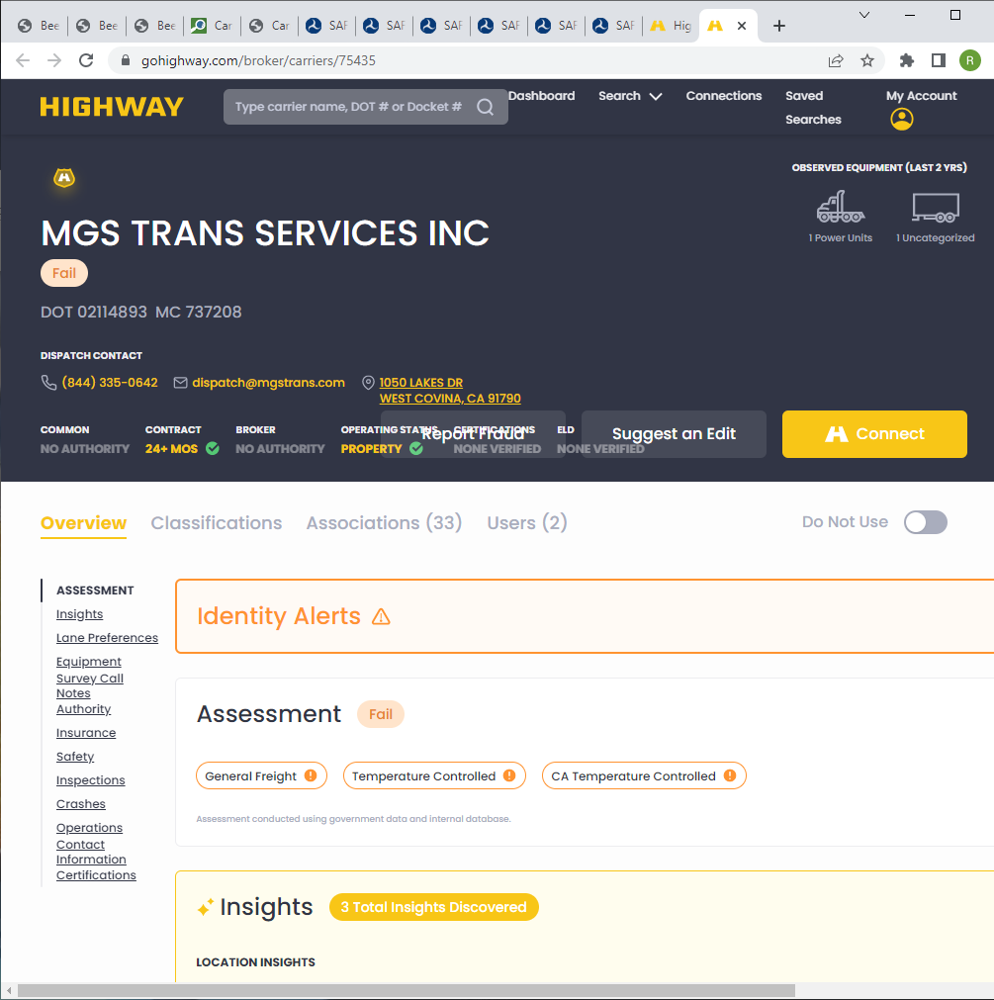 Bee
Bee
Bee
Car
Car
SAF
SAF
SAF
SAF
SAF
SAF
Hig
gohighway.com/broker/carriers/75435
R
HIGHWAY
Type carrier name, DOT # or Docket #
Dashboard
Search
Connections
Saved
Searches
My Account
OBSERVED EQUIPMENT (LAST 2 YRS)
1 Power Units
1 Uncategorized
MGS TRANS SERVICES INC
Fail
DOT 02114893 MC 737208
DISPATCH CONTACT
(844) 335-0642
dispatch@mgstrans.com
1050 LAKES DR
WEST COVINA, CA 91790
COMMON
NO AUTHORITY
CONTRACT
24+ MOS
BROKER
NO AUTHORITY
OPERATING STATUS
PROPERTY
CERTIFICATIONS
NONE VERIFIED
ELD
NONE VERIFIED
Report Fraud
Suggest an Edit
Connect
Overview
Classifications
Associations (33)
Users (2)
Do Not Use
ASSESSMENT
Insights
Lane Preferences
Equipment
Survey Call
Notes
Authority
Insurance
Safety
Inspections
Crashes
Operations
Contact
Information
Certifications
Identity Alerts
Assessment
Fail
General Freight
Temperature Controlled
CA Temperature Controlled
Assessment conducted using government data and internal database.
Insights
3 Total Insights Discovered
LOCATION INSIGHTS